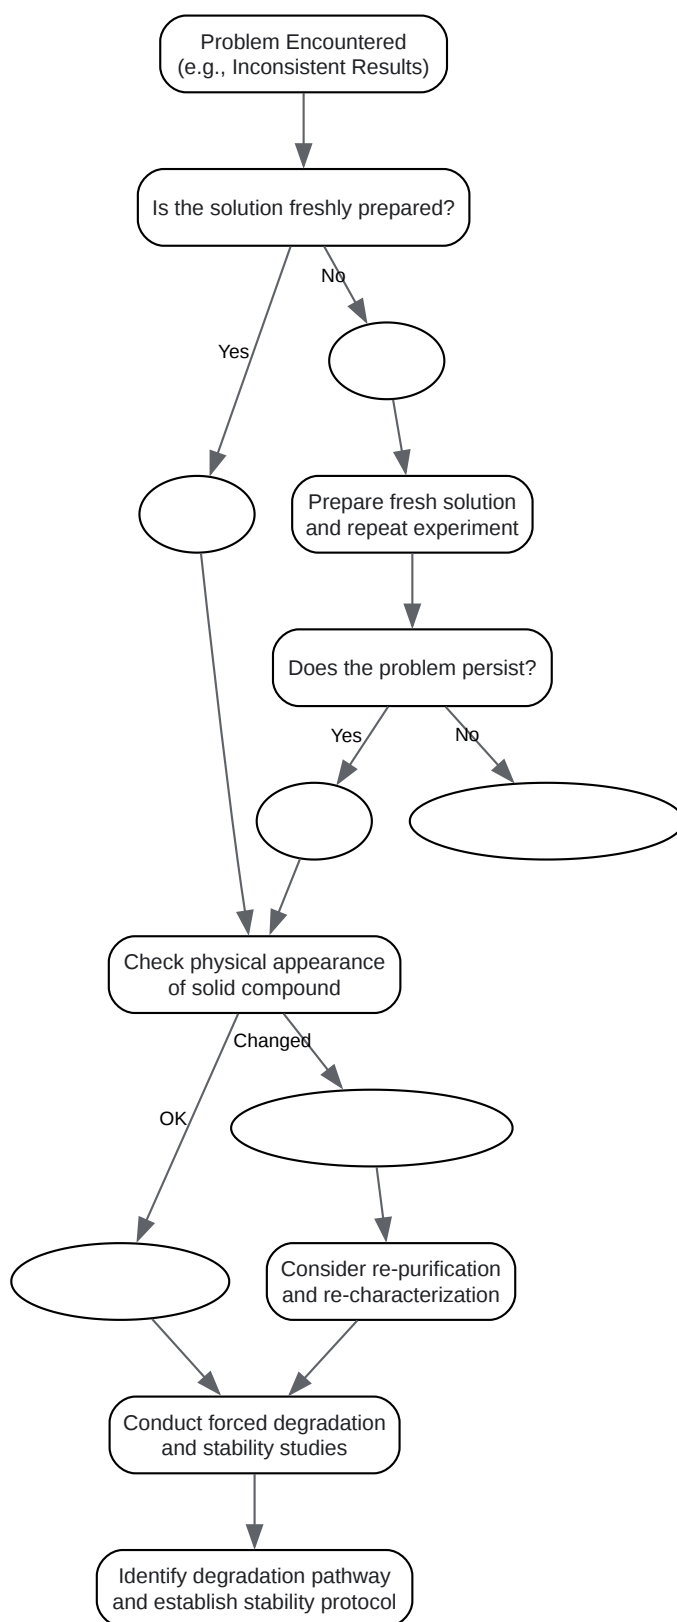 Problem Encountered
(e.g., Inconsistent Results)
Is the solution freshly prepared?
No
Yes
Prepare fresh solution
and repeat experiment
Does the problem persist?
Yes
No
Check physical appearance
of solid compound
Changed
OK
Consider re-purification
and re-characterization
Conduct forced degradation
and stability studies
Identify degradation pathway
and establish stability protocol